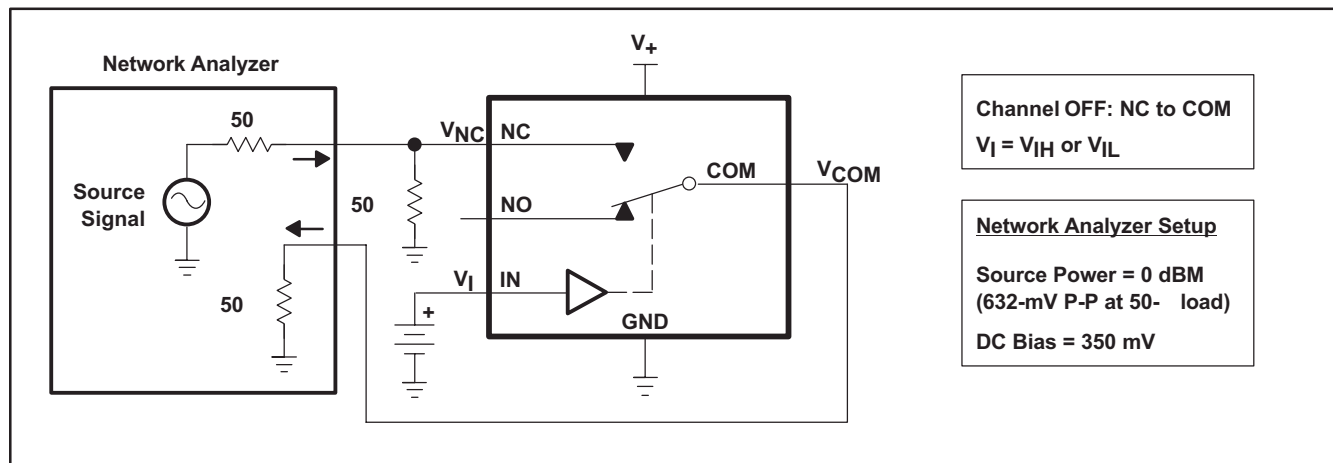 V+
Network Analyzer
50
VNC NC
COM
VCOM
Source
Signal
50
NO
VI IN
50
+
GND
Channel OFF: NC to COM
VI = VIH or VIL
Network Analyzer Setup
Source Power = 0 dBM
(632-mV P-P at 50- load)
DC Bias = 350 mV